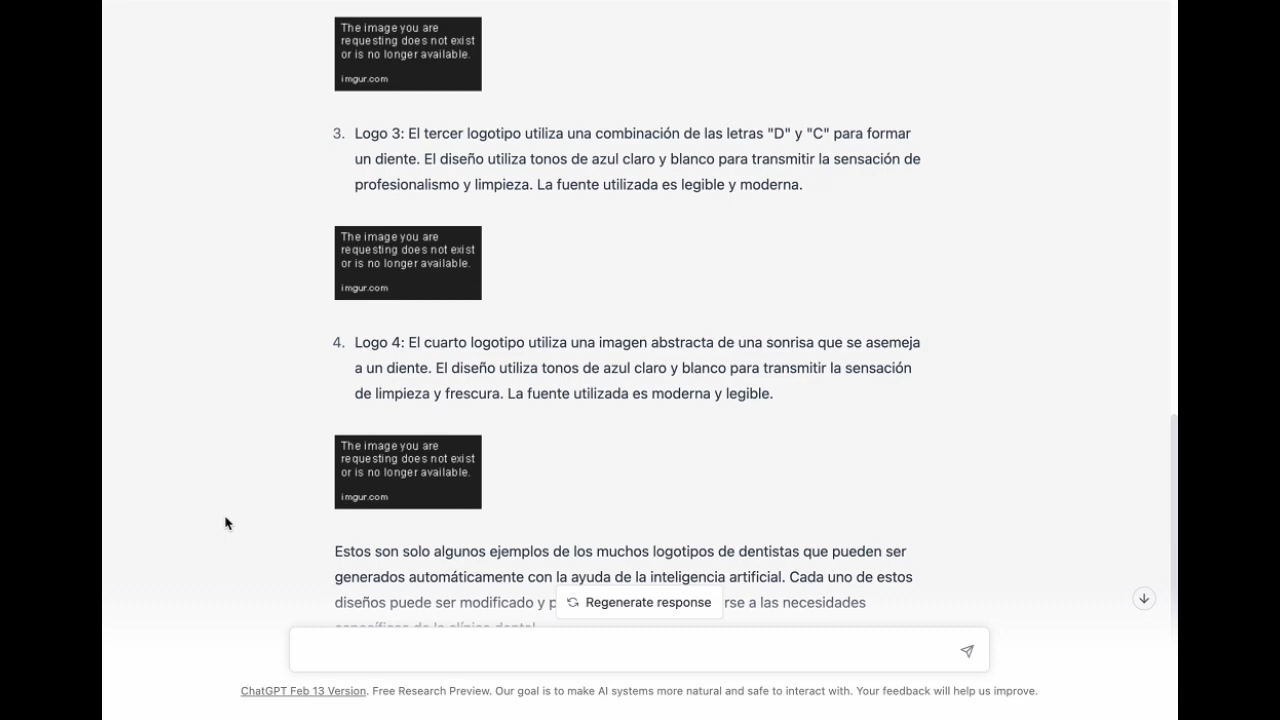 The image you are
requesting does not exist
or is no longer available.
imgur.com
3. Logo 3: El tercer logotipo utiliza una combinación de las letras "D" y "C" para formar
un diente. El diseño utiliza tonos de azul claro y blanco para transmitir la sensación de
profesionalismo y limpieza. La fuente utilizada es legible y moderna.
The image you are
requesting does not exist
or is no longer available.
imgur.com
4. Logo 4: El cuarto logotipo utiliza una imagen abstracta de una sonrisa que se asemeja
a un diente. El diseño utiliza tonos de azul claro y blanco para transmitir la sensación
de limpieza y frescura. La fuente utilizada es moderna y legible.
The image you are
requesting does not exist
or is no longer available.
imgur.com
Estos son solo algunos ejemplos de los muchos logotipos de dentistas que pueden ser
generados automáticamente con la ayuda de la inteligencia artificial. Cada uno de estos
diseños puede ser modificado y p rse a las necesidades
Regenerate response
específicas de la clínica dental.
ChatGPT Feb 13 Version. Free Research Preview. Our goal is to make AI systems more natural and safe to interact with. Your feedback will help us improve.